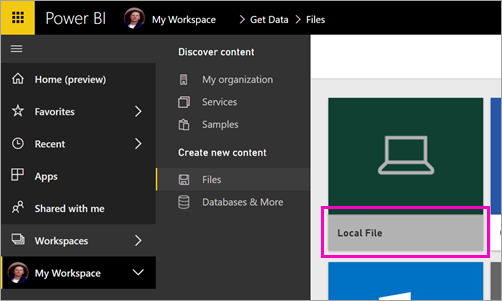 Power BI My Workspace > Get Data > Files
Discover content
Home (preview)
My organization
Favorites
Services
Recent
Samples
Create new content
Apps
Files
Shared with me
Databases & More
Workspaces
Local File
My Workspace